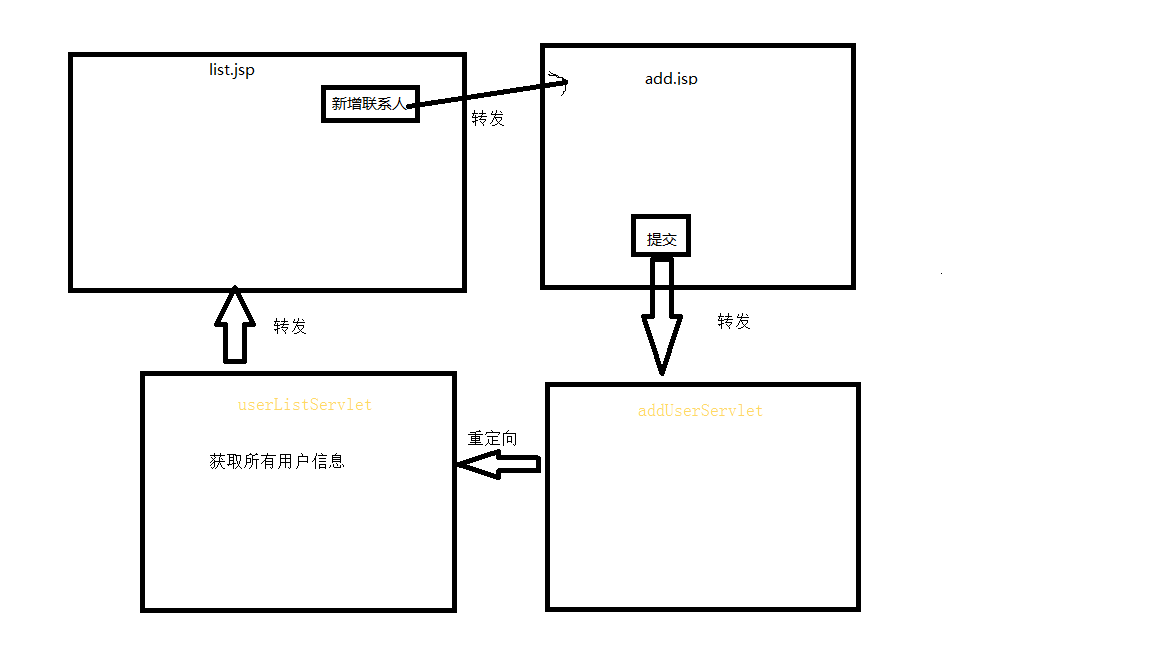 list.jsp
新增联系人
转发
add.jsp
提交
转发
转发
userListServlet
获取所有用户信息
重定向
addUserServlet